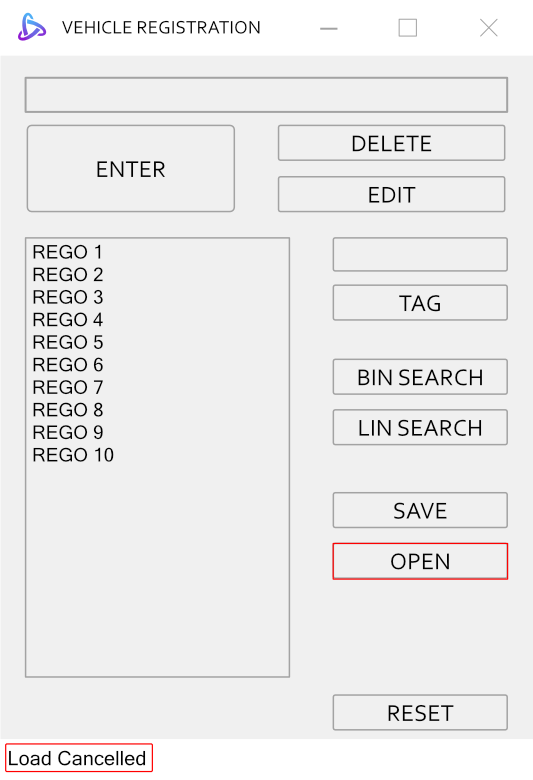 VEHICLE REGISTRATION
ENTER
DELETE
EDIT
REGO 1
REGO 2
REGO 3
REGO 4
REGO 5
REGO 6
REGO 7
REGO 8
REGO 9
REGO 10
TAG
BIN SEARCH
LIN SEARCH
SAVE
OPEN
RESET
Load Cancelled